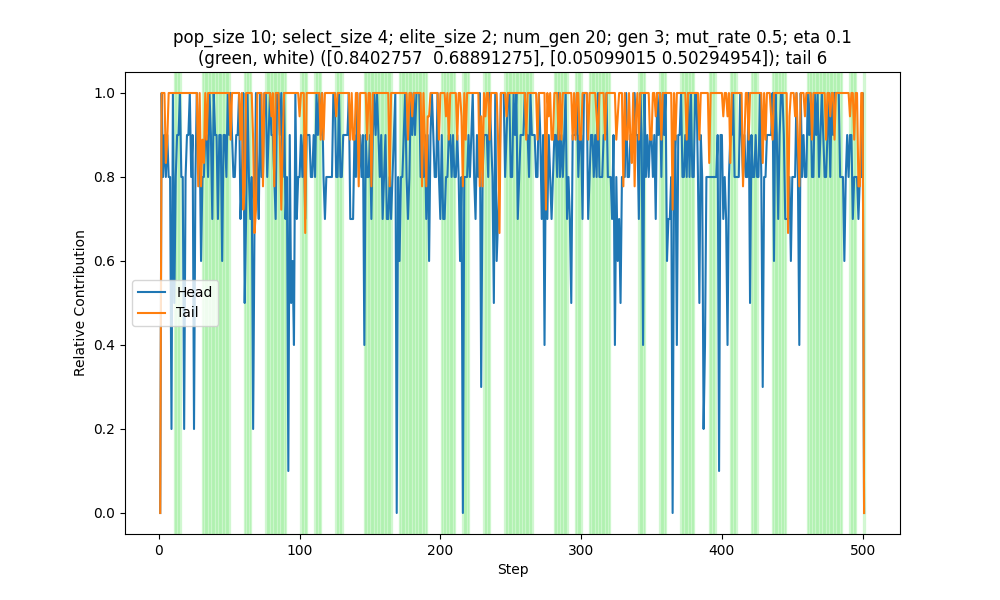 pop_size 10; select_size 4; elite_size 2; num_gen 20; gen 3; mut_rate 0.5; eta 0.1
(green, white) ([0.8402757  0.68891275], [0.05099015 0.50294954]); tail 6
1.0
0.8
0.6
0.4
0.2
0.0
Relative Contribution
Head
Tail
0
100
200
300
400
500
Step